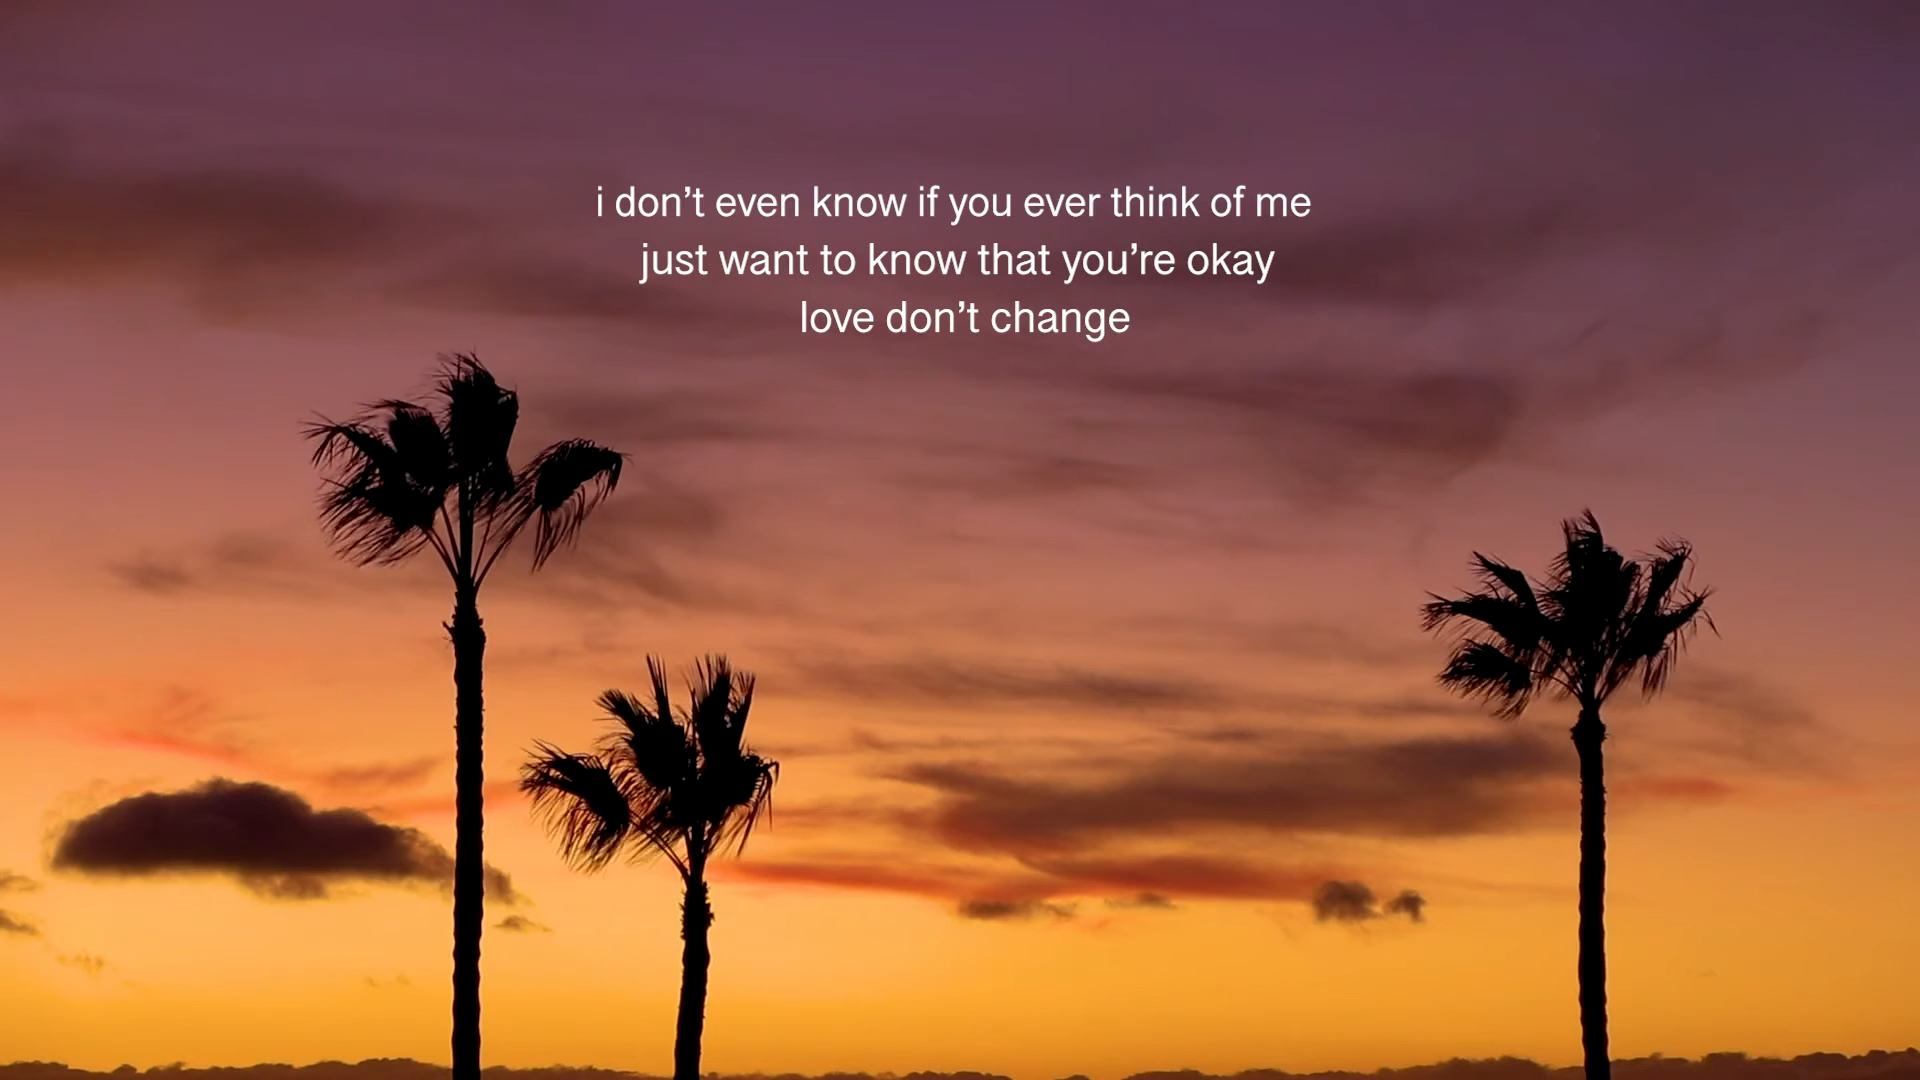 i don’t even know if you ever think of me
just want to know that you’re okay
love don’t change